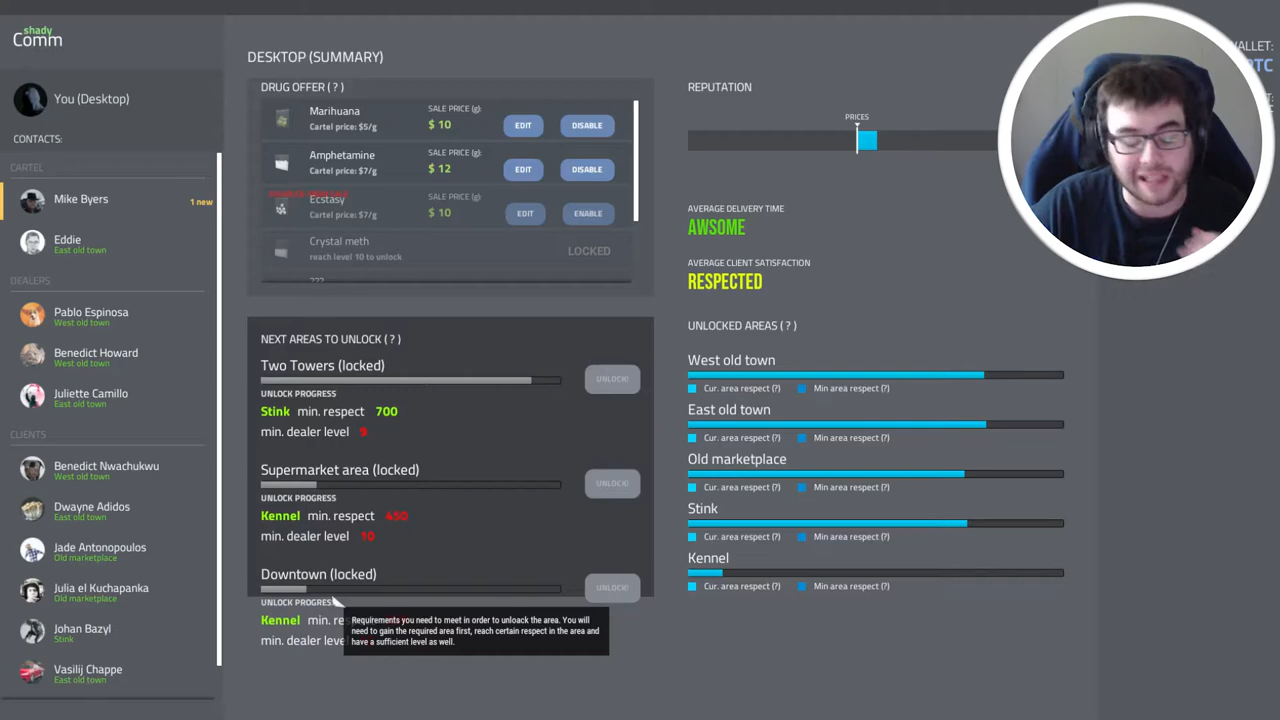 shady
Comm
You (Desktop)
CONTACTS:
CARTEL
Mike Byers
1 new
Eddie
East old town
DEALERS
Pablo Espinosa
West old town
Benedict Howard
West old town
Juliette Camillo
East old town
CLIENTS
Benedict Nwachukwu
West old town
Dwayne Adidos
East old town
Jade Antonopoulos
Old marketplace
Julia el Kuchapanka
Old marketplace
Johan Bazyl
Stink
Vasilij Chappe
East old town
DESKTOP (SUMMARY)
DRUG OFFER ( ? )
Marihuana
Cartel price: $5/g
SALE PRICE (g):
$ 10
EDIT
DISABLE
Amphetamine
Cartel price: $7/g
SALE PRICE (g):
$ 12
EDIT
DISABLE
Ecstasy
Cartel price: $7/g
SALE PRICE (g):
$ 10
EDIT
ENABLE
Crystal meth
reach level 10 to unlock
LOCKED
???
NEXT AREAS TO UNLOCK ( ? )
Two Towers (locked)
UNLOCK!
UNLOCK PROGRESS
Stink min. respect 700
min. dealer level 9
Supermarket area (locked)
UNLOCK!
UNLOCK PROGRESS
Kennel min. respect 450
min. dealer level 10
Downtown (locked)
UNLOCK!
UNLOCK PROGRESS
Kennel min. res
min. dealer leve
Requirements you need to meet in order to unloack the area. You will
need to gain the required area first, reach certain respect in the area and
have a sufficient level as well.
REPUTATION
PRICES
AVERAGE DELIVERY TIME
AWSOME
AVERAGE CLIENT SATISFACTION
RESPECTED
UNLOCKED AREAS ( ? )
West old town
Cur. area respect (?) Min area respect (?)
East old town
Cur. area respect (?) Min area respect (?)
Old marketplace
Cur. area respect (?) Min area respect (?)
Stink
Cur. area respect (?) Min area respect (?)
Kennel
Cur. area respect (?) Min area respect (?)
ALLET:
TC